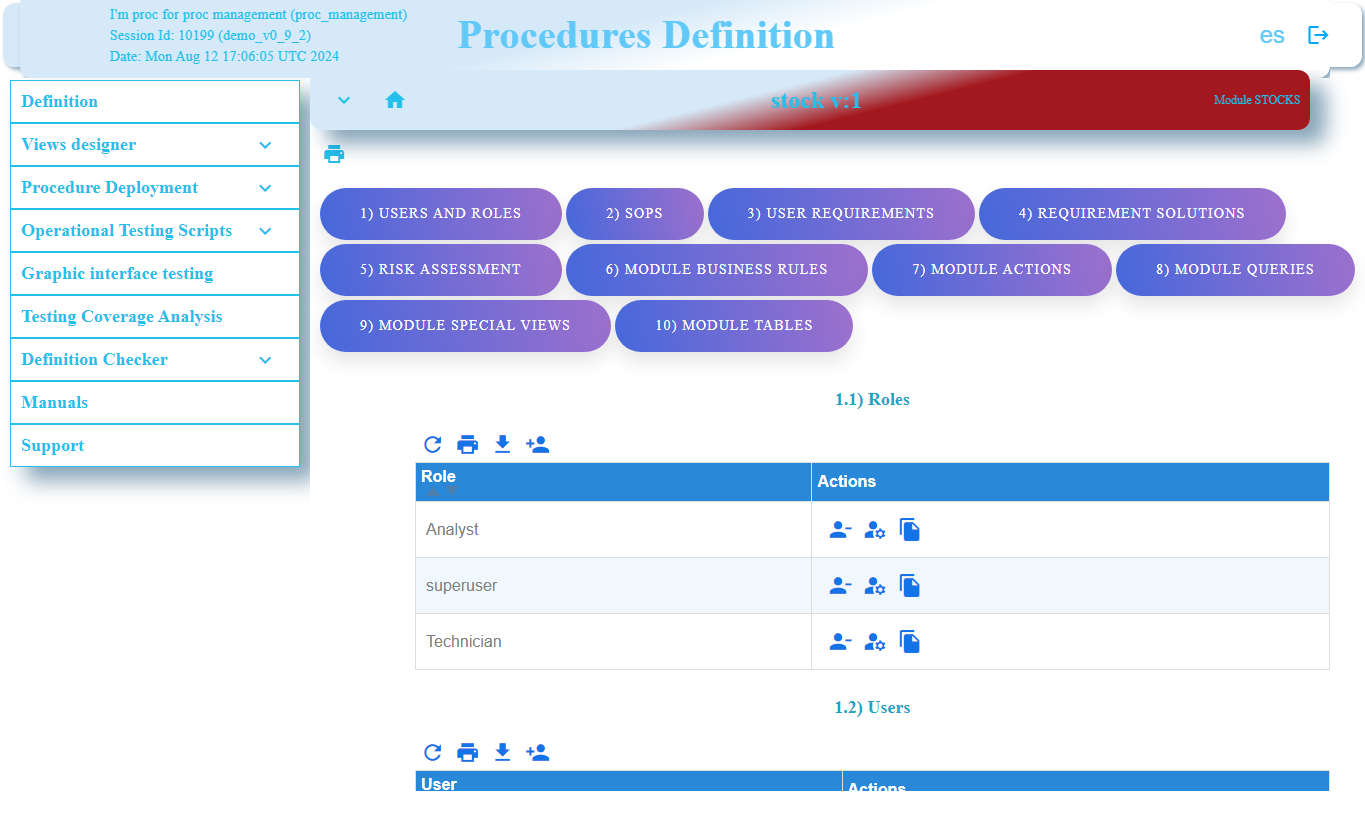 I'm proc for proc management (proc_management)
Session Id: 10199 (demo_v0_9_2)
Date: Mon Aug 12 17:06:05 UTC 2024
Procedures Definition
es
Definition
Views designer
Procedure Deployment
Operational Testing Scripts
Graphic interface testing
Testing Coverage Analysis
Definition Checker
Manuals
Support
stock v:1
Module STOCKS
1) USERS AND ROLES
2) SOPS
3) USER REQUIREMENTS
4) REQUIREMENT SOLUTIONS
5) RISK ASSESSMENT
6) MODULE BUSINESS RULES
7) MODULE ACTIONS
8) MODULE QUERIES
9) MODULE SPECIAL VIEWS
10) MODULE TABLES
1.1) Roles
Role
Actions
Analyst
superuser
Technician
1.2) Users
User
Actions